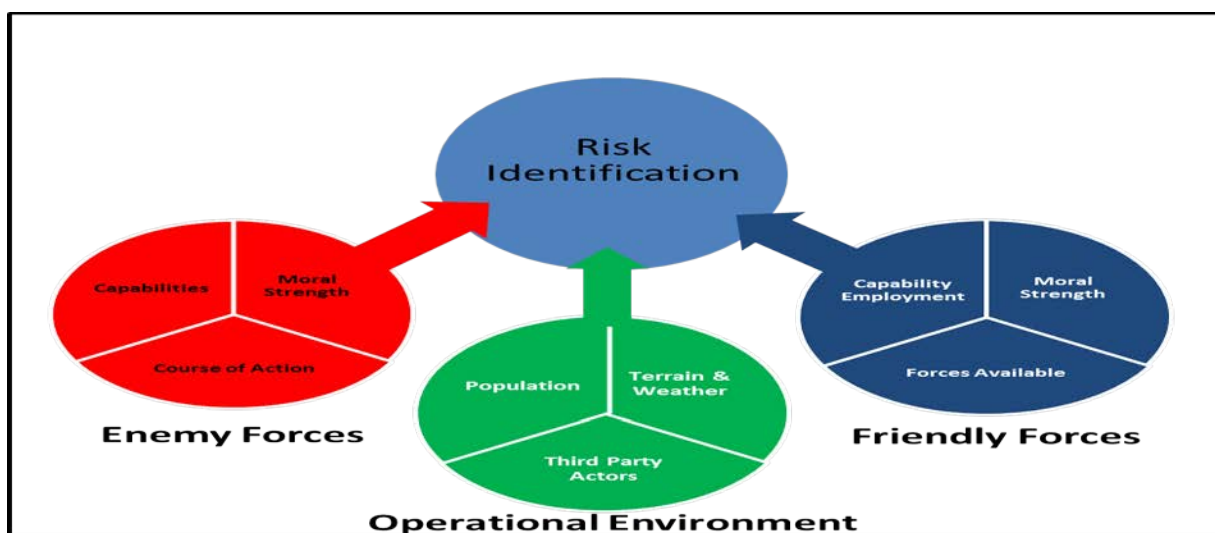 Risk
Identification
Capabilities
Moral
Strength
Course of Action
Enemy Forces
Population
Terrain &
Weather
Third Party
Actors
Operational Environment
Capability
Employment
Moral
Strength
Forces Available
Friendly Forces